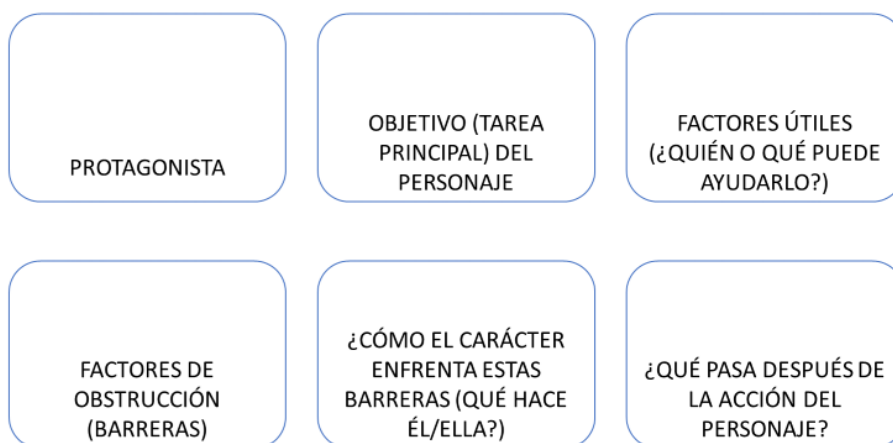 PROTAGONISTA
OBJETIVO (TAREA
PRINCIPAL) DEL
PERSONAJE
FACTORES ÚTILES
(¿QUIÉN O QUÉ PUEDE
AYUDARLO?)
FACTORES DE
OBSTRUCCIÓN
(BARRERAS)
¿CÓMO EL CARÁCTER
ENFRENTA ESTAS
BARRERAS (QUÉ HACE
ÉL/ELLA?)
¿QUÉ PASA DESPUÉS DE
LA ACCIÓN DEL
PERSONAJE?